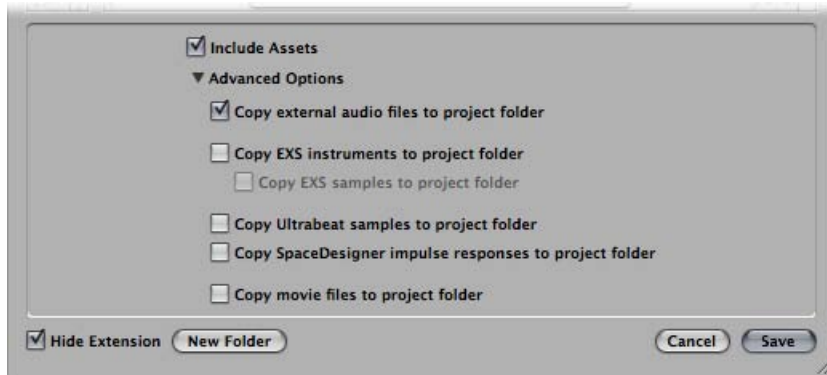 Include Assets
Advanced Options
Copy external audio files to project folder
Copy EXS instruments to project folder
Copy EXS samples to project folder
Copy Ultrabeat samples to project folder
Copy SpaceDesigner impulse responses to project folder
Copy movie files to project folder
Hide Extension New Folder Cancel Save